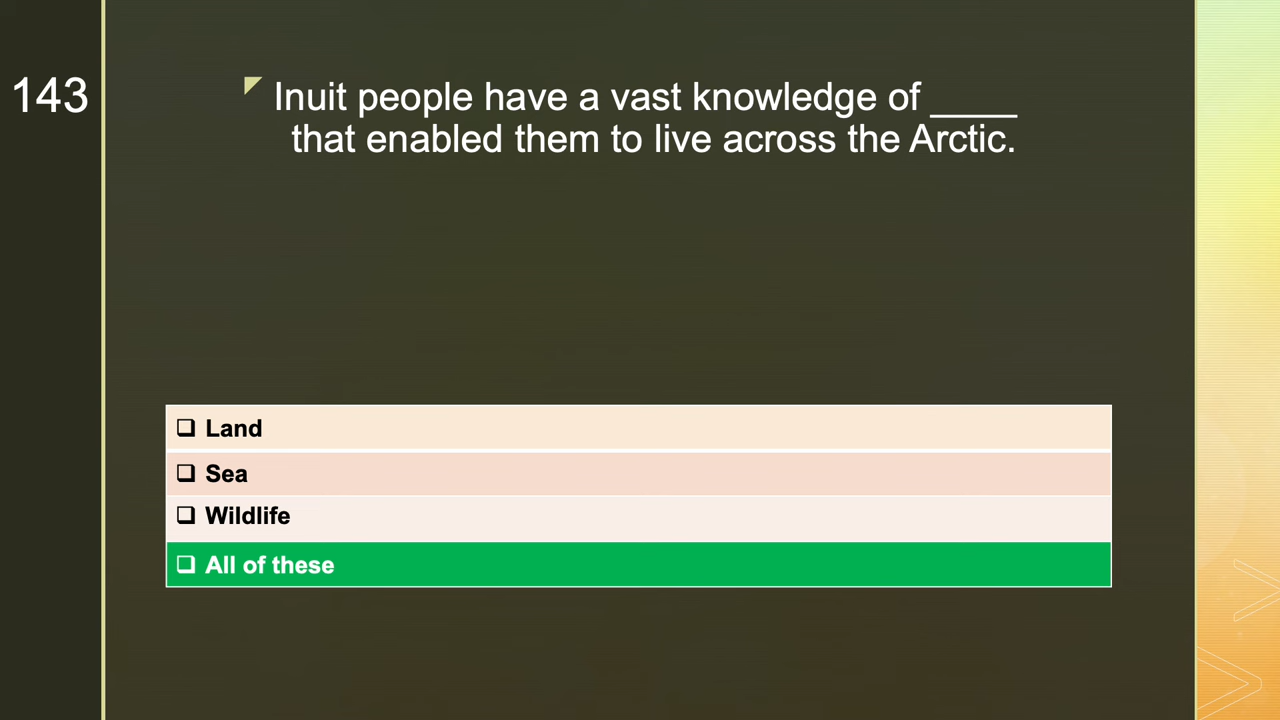 143
Inuit people have a vast knowledge of ____
that enabled them to live across the Arctic.
❑ Land
❑ Sea
❑ Wildlife
❑ All of these